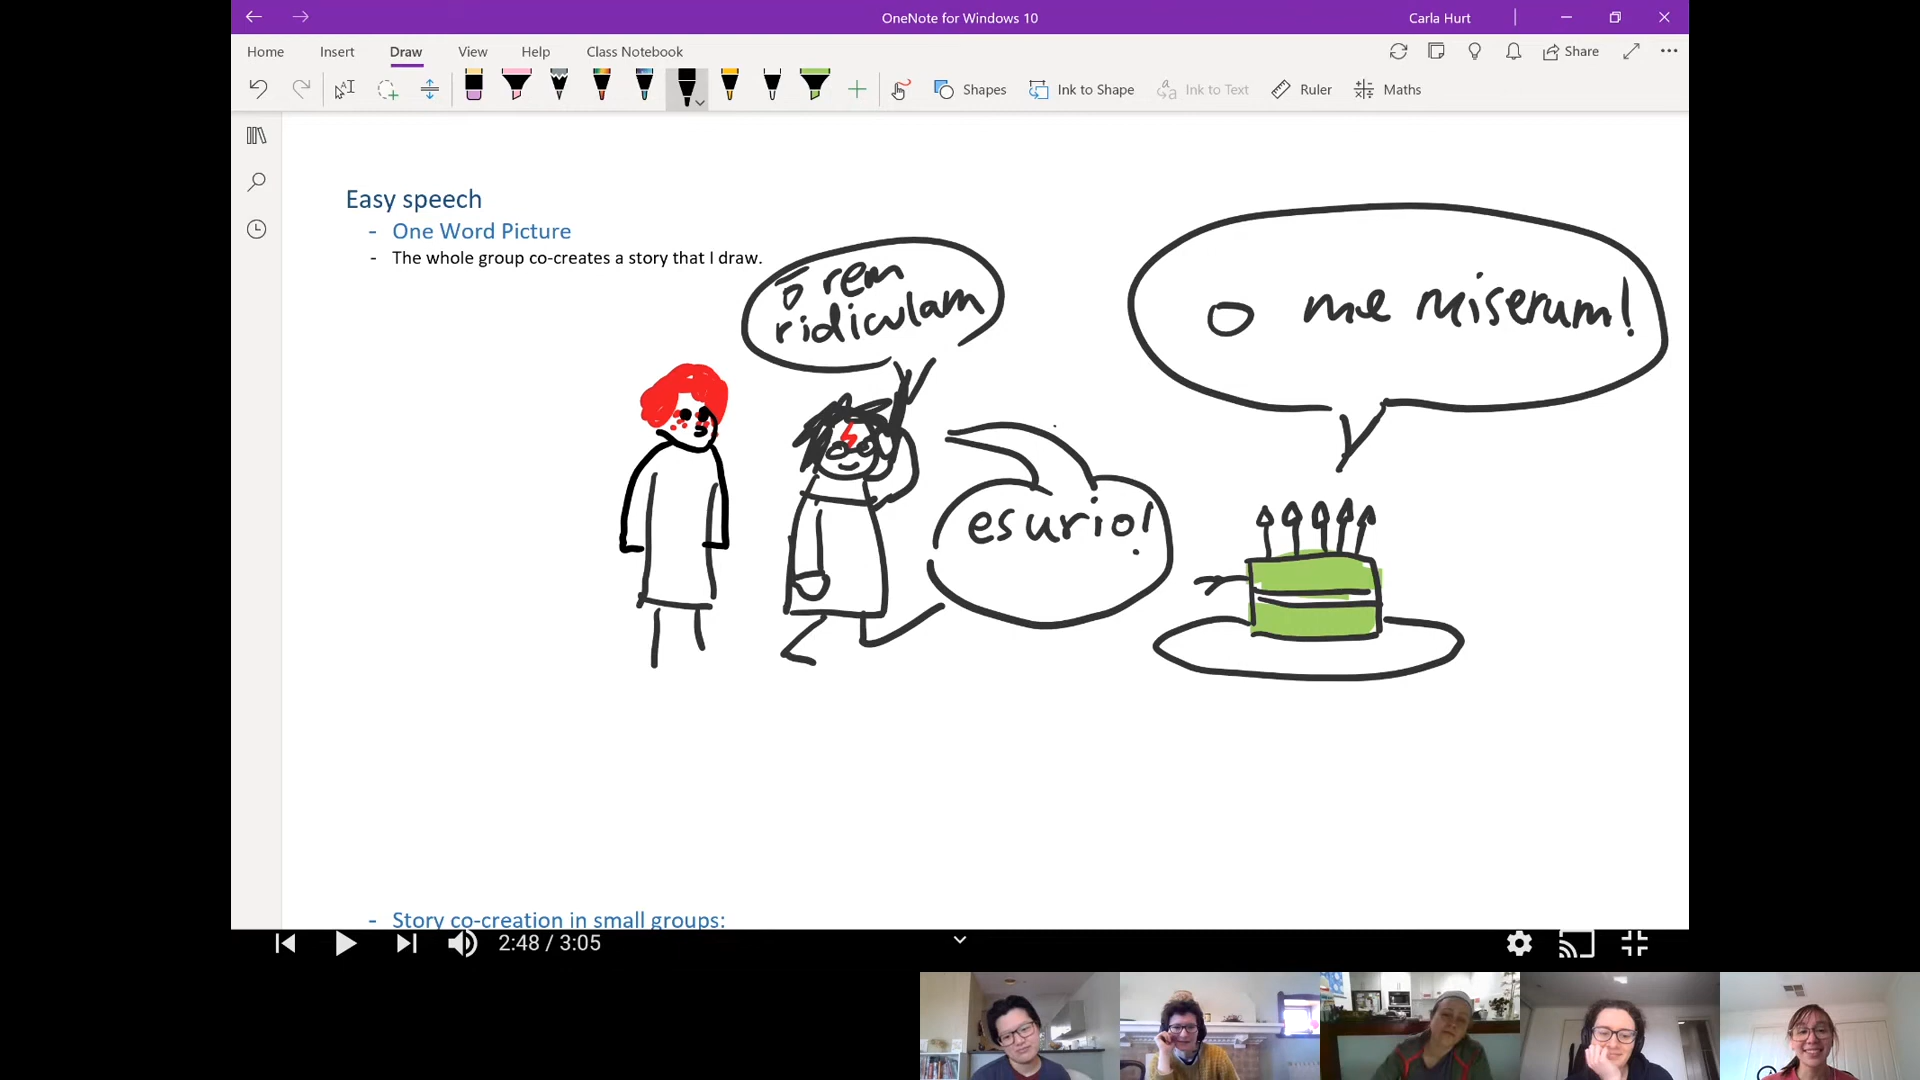 OneNote for Windows 10
Carla Hurt
Home Insert Draw View Help Class Notebook
Share
Shapes Ink to Shape Ink to Text Ruler Maths
Easy speech
- One Word Picture
- The whole group co-creates a story that I draw.
ō rem
ridiculam
o me miserum!
esurio!
- Story co-creation in small groups:
2:48 / 3:05